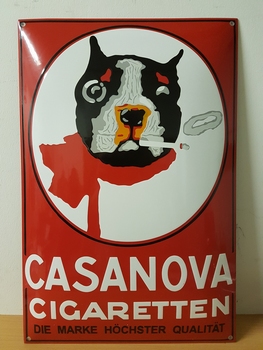 CASANOVA
CIGARETTEN
DIE MARKE HÖCHSTER QUALITÄT